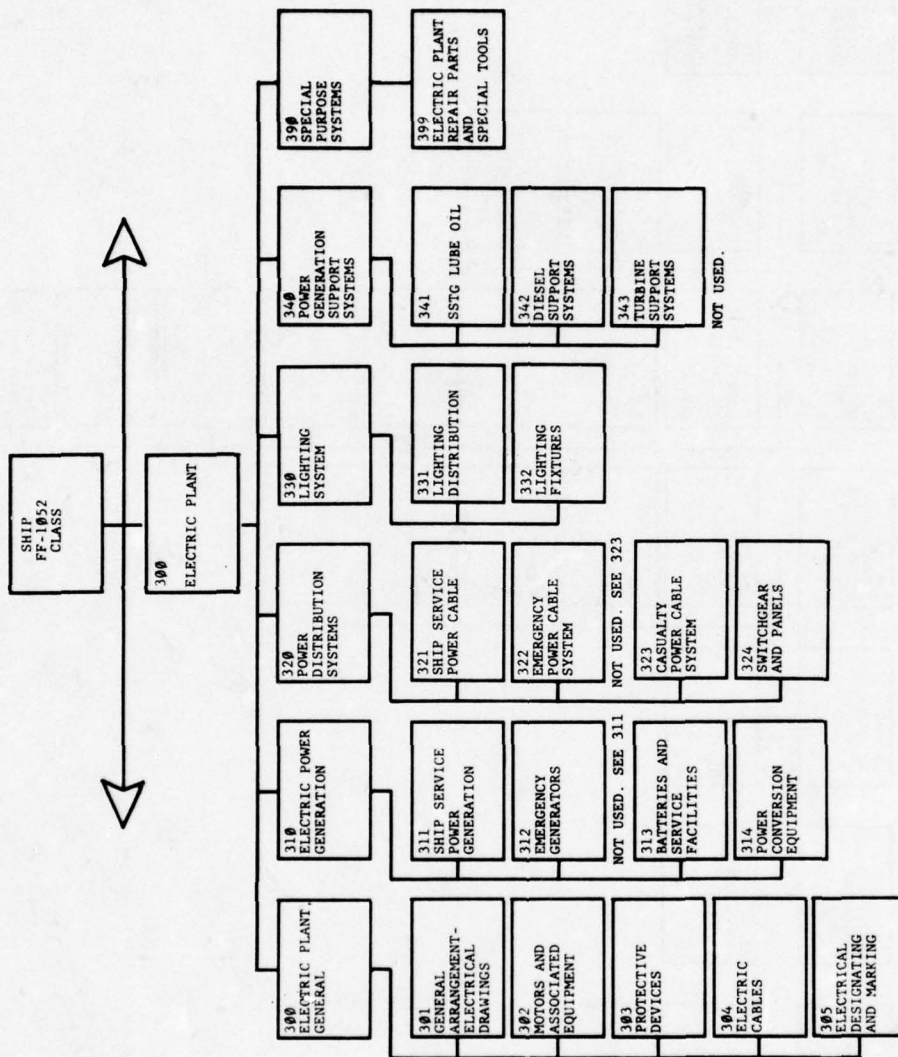 SHIP
FF-1052
CLASS
300
ELECTRIC PLANT
300
ELECTRIC PLANT,
GENERAL
301
GENERAL
ARRANGEMENT-
ELECTRICAL
DRAWINGS
302
MOTORS AND
ASSOCIATED
EQUIPMENT
303
PROTECTIVE
DEVICES
304
ELECTRIC
CABLES
305
ELECTRICAL
DESIGNATING
AND MARKING
310
ELECTRIC POWER
GENERATION
311
SHIP SERVICE
POWER
GENERATION
312
EMERGENCY
GENERATORS
NOT USED. SEE 311
313
BATTERIES AND
SERVICE
FACILITIES
314
POWER
CONVERSION
EQUIPMENT
320
POWER
DISTRIBUTION
SYSTEMS
321
SHIP SERVICE
POWER CABLE
322
EMERGENCY
POWER CABLE
SYSTEM
NOT USED. SEE 323
323
CASUALTY
POWER CABLE
SYSTEM
324
SWITCHGEAR
AND PANELS
330
LIGHTING
SYSTEM
331
LIGHTING
DISTRIBUTION
332
LIGHTING
FIXTURES
340
POWER
GENERATION
SUPPORT
SYSTEMS
341
SSTG LUBE OIL
342
DIESEL
SUPPORT
SYSTEMS
343
TURBINE
SUPPORT
SYSTEMS
NOT USED.
390
SPECIAL
PURPOSE
SYSTEMS
399
ELECTRIC PLANT
REPAIR PARTS
AND
SPECIAL TOOLS